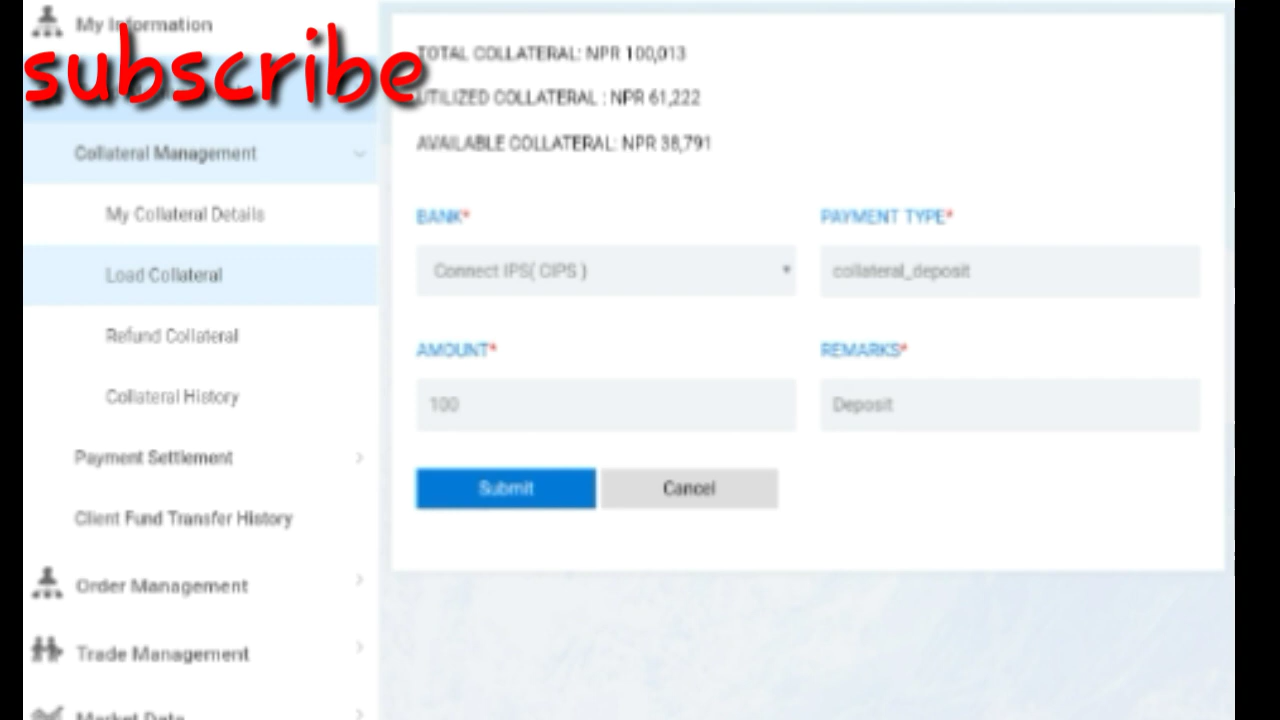 My Information
subscribe
Collateral Management
My Collateral Details
Load Collateral
Refund Collateral
Collateral History
Payment Settlement
Client Fund Transfer History
Order Management
Trade Management
Market Data
TOTAL COLLATERAL: NPR 100,013
UTILIZED COLLATERAL : NPR 61,222
AVAILABLE COLLATERAL: NPR 38,791
BANK* PAYMENT TYPE*
Connect IPS( CIPS ) collateral_deposit
AMOUNT* REMARKS*
100 Deposit
Submit Cancel